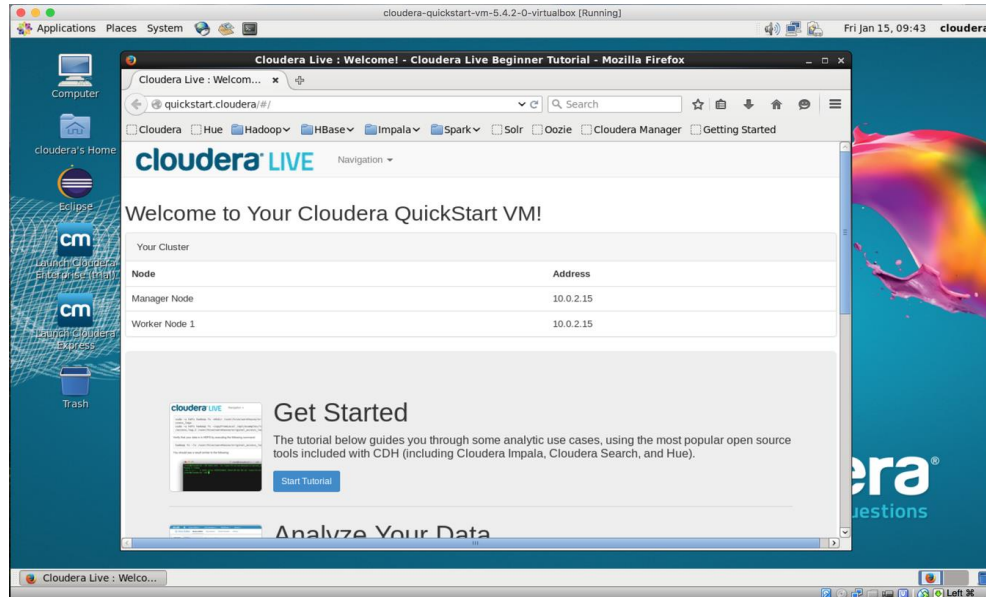 cloudera-quickstart-vm-5.4.2-0-virtualbox [Running]
Applications Places System Fri Jan 15, 09:43 cloudera
Cloudera Live : Welcome! - Cloudera Live Beginner Tutorial - Mozilla Firefox
Cloudera Live : Welcom...
quickstart.cloudera/#/ Search
Cloudera Hue Hadoop HBase Impala Spark Solr Oozie Cloudera Manager Getting Started
cloudera LIVE Navigation
Computer
cloudera's Home
Eclipse
cm
Launch Cloudera
Enterprise (trial)
cm
Launch Cloudera
Express
Trash
Welcome to Your Cloudera QuickStart VM!
Your Cluster
Node Address
Manager Node 10.0.2.15
Worker Node 1 10.0.2.15
cloudera LIVE
Get Started
The tutorial below guides you through some analytic use cases, using the most popular open source
tools included with CDH (including Cloudera Impala, Cloudera Search, and Hue).
Start Tutorial
Analyze Your Data
era®
uestions
Cloudera Live : Welco...
Left ⌘